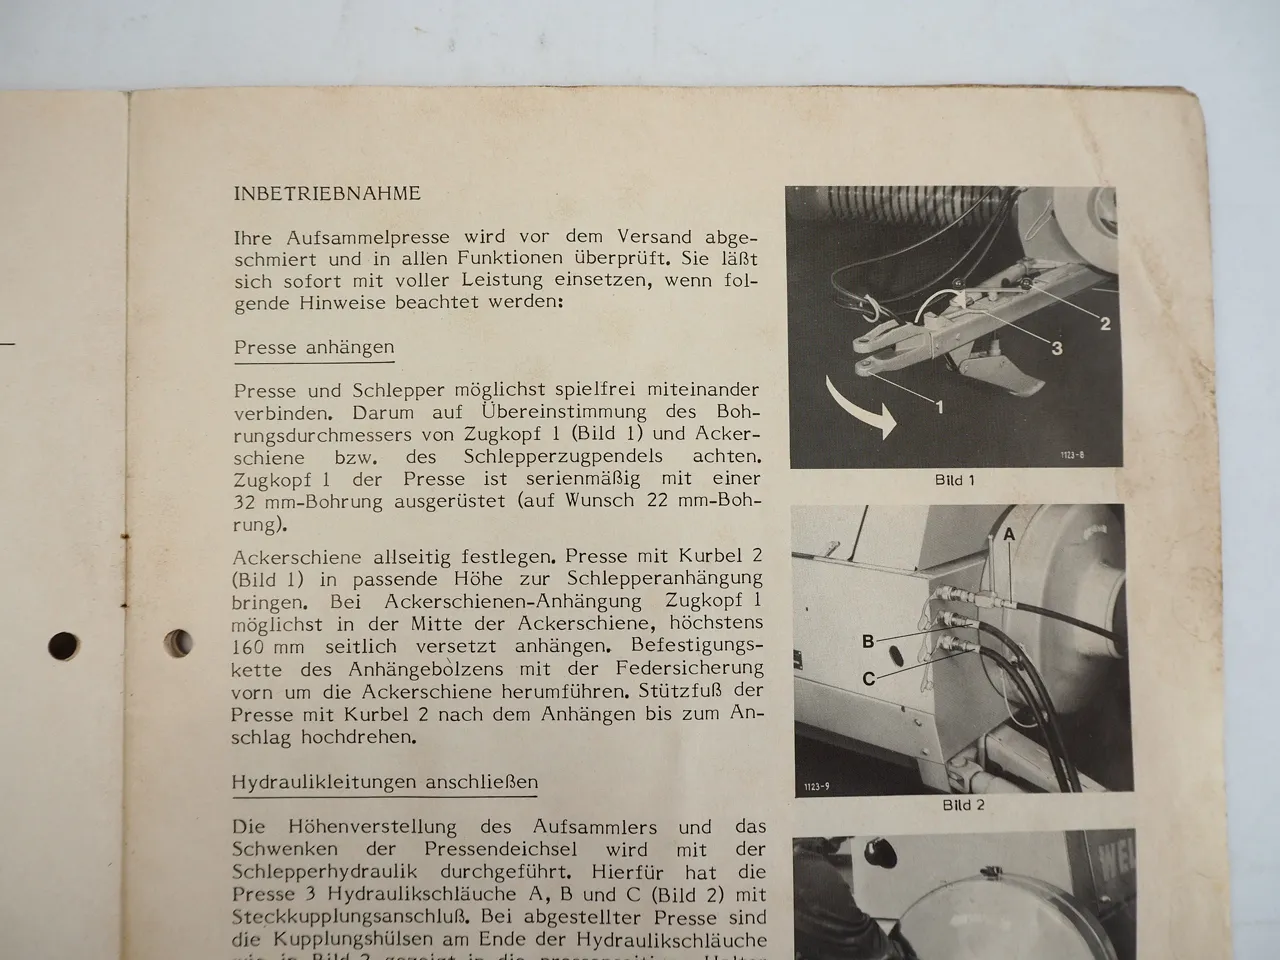 INBETRIEBNAHME
Ihre Aufsammelpresse wird vor dem Versand abge-
schmiert und in allen Funktionen überprüft. Sie läßt
sich sofort mit voller Leistung einsetzen, wenn fol-
gende Hinweise beachtet werden:
Presse anhängen
Presse und Schlepper möglichst spielfrei miteinander
verbinden. Darum auf Übereinstimmung des Boh-
rungsdurchmessers von Zugkopf 1 (Bild 1) und Acker-
schiene bzw. des Schlepperzugpendels achten.
Zugkopf 1 der Presse ist serienmäßig mit einer
32 mm-Bohrung ausgerüstet (auf Wunsch 22 mm-Boh-
rung).
Ackerschiene allseitig festlegen. Presse mit Kurbel 2
(Bild 1) in passende Höhe zur Schlepperanhängung
bringen. Bei Ackerschienen-Anhängung Zugkopf 1
möglichst in der Mitte der Ackerschiene, höchstens
160 mm seitlich versetzt anhängen. Befestigungs-
kette des Anhängebolzens mit der Federsicherung
vorn um die Ackerschiene herumführen. Stützfuß der
Presse mit Kurbel 2 nach dem Anhängen bis zum An-
schlag hochdrehen.
Hydraulikleitungen anschließen
Die Höhenverstellung des Aufsammlers und das
Schwenken der Pressendeichsel wird mit der
Schlepperhydraulik durchgeführt. Hierfür hat die
Presse 3 Hydraulikschläuche A, B und C (Bild 2) mit
Steckkupplungsanschluß. Bei abgestellter Presse sind
die Kupplungshülsen am Ende der Hydraulikschläuche
wie in Bild 2 gezeigt in die
2
3
1
1123-8
Bild 1
A
B
C
1123-9
Bild 2
WEL